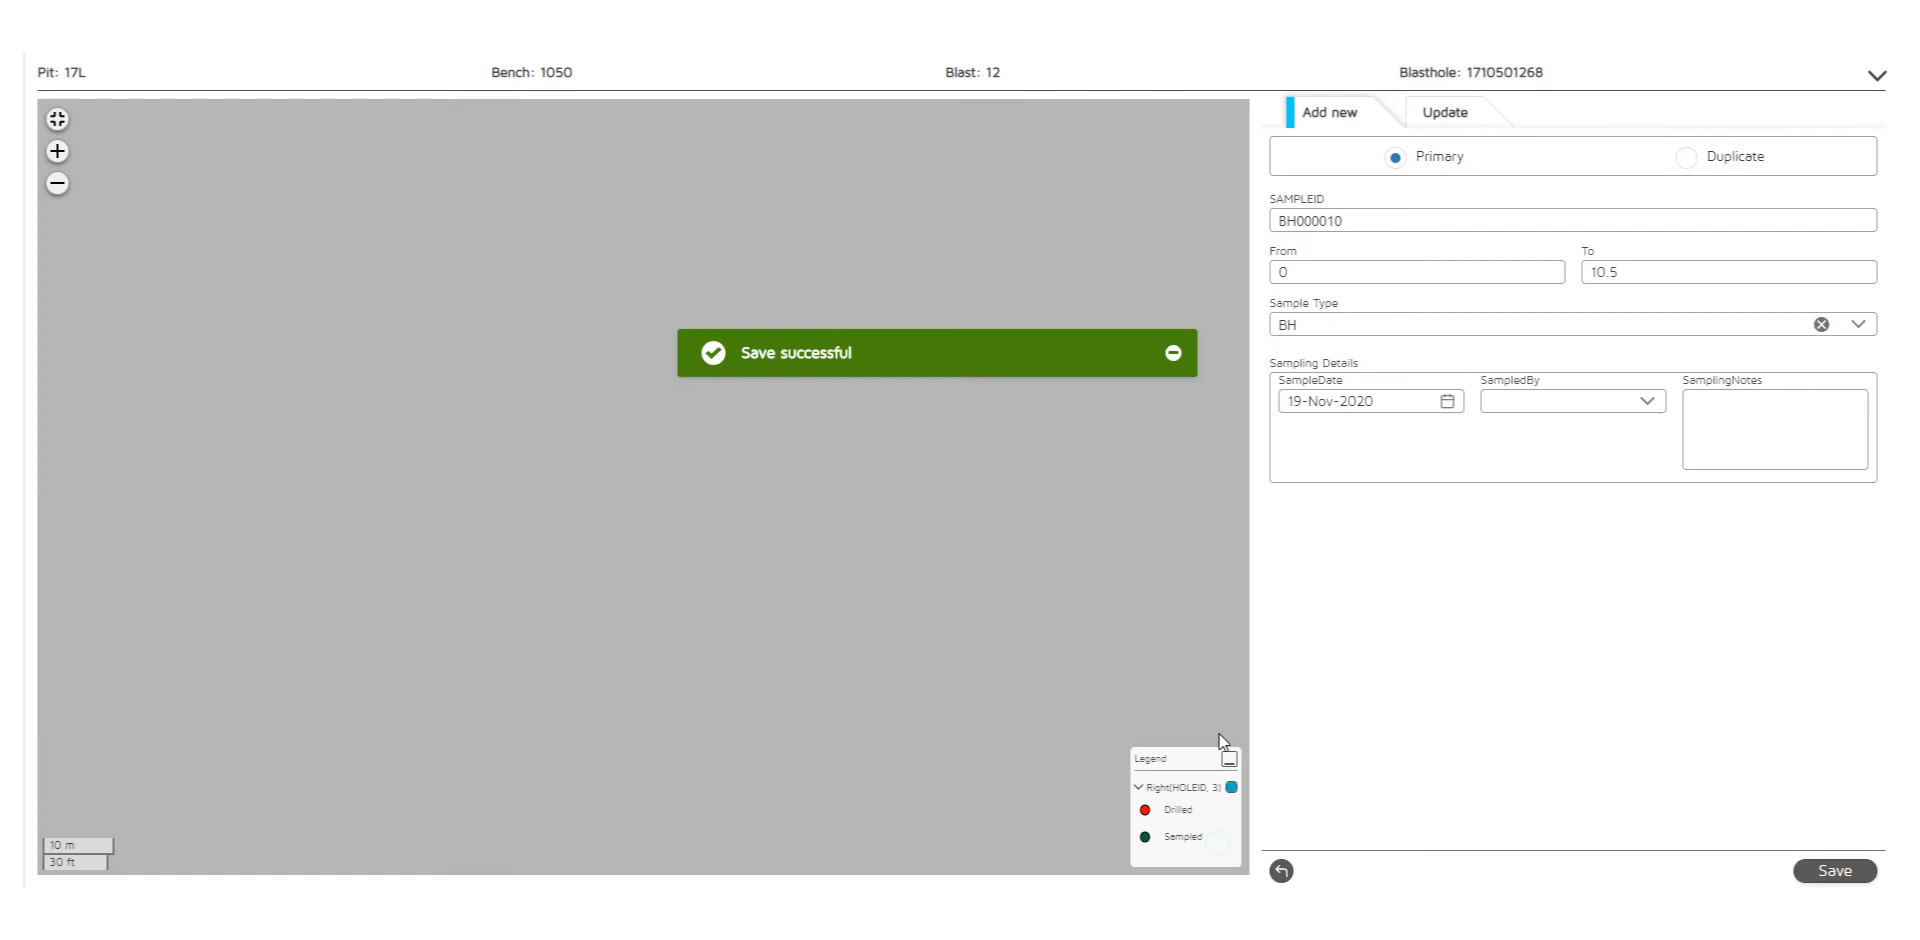 Pit: 17L Bench: 1050 Blast: 12 Blasthole: 1710501268
Add new Update
Primary Duplicate
SAMPLEID
BH000010
From To
0 10.5
Sample Type
BH
Sampling Details
SampleDate SampledBy SamplingNotes
19-Nov-2020
Save successful
Legend
Right(HOLEID, 3)
Drilled
Sampled
10 m
30 ft
Save